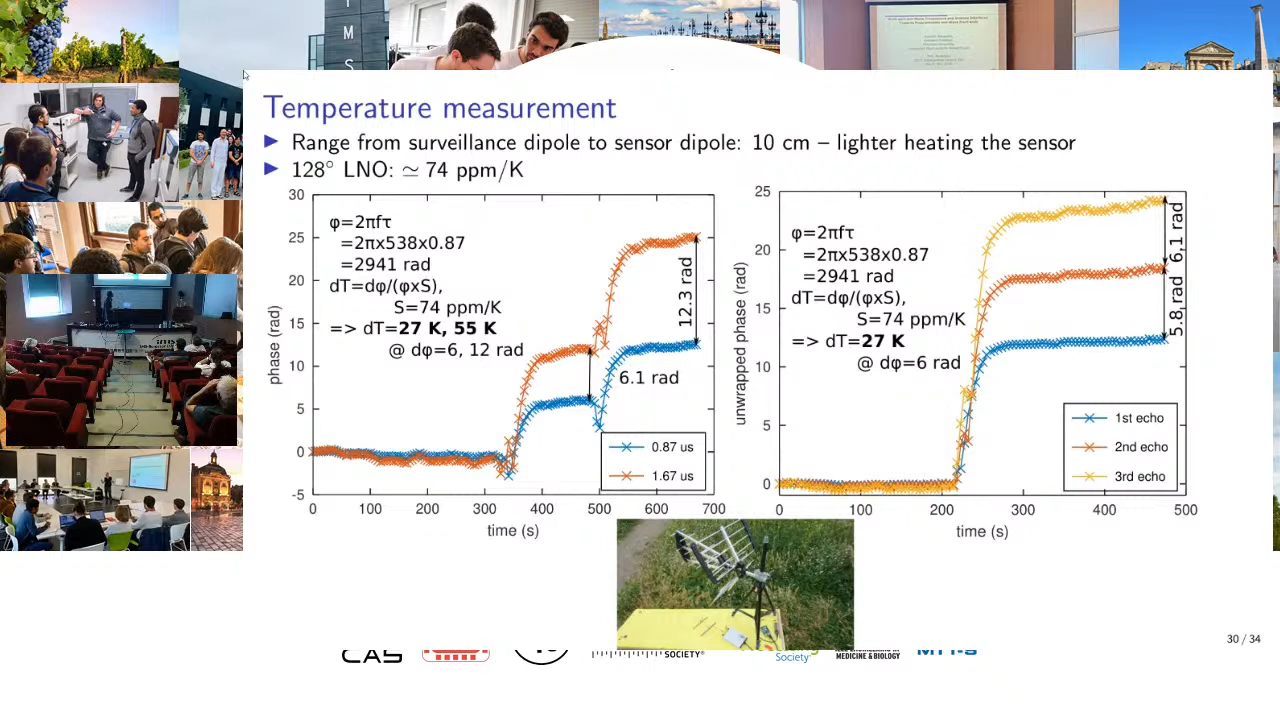 I
M
S
Temperature measurement
▶ Range from surveillance dipole to sensor dipole: 10 cm – lighter heating the sensor
▶ 128° LNO: ≃ 74 ppm/K
30
25
20
15
10
5
0
-5
phase (rad)
φ=2πfτ
=2πx538x0.87
=2941 rad
dT=dφ/(φxS),
S=74 ppm/K
=> dT=27 K, 55 K
@ dφ=6, 12 rad
12.3 rad
6.1 rad
0.87 us
1.67 us
0 100 200 300 400 500 600 700
time (s)
25
20
15
10
5
0
unwrapped phase (rad)
φ=2πfτ
=2πx538x0.87
=2941 rad
dT=dφ/(φxS),
S=74 ppm/K
=> dT=27 K
@ dφ=6 rad
6,1 rad
5.8 rad
1st echo
2nd echo
3rd echo
0 100 200 300 400 500
time (s)
30 / 34
CAS
SOCIETY®
Society
MEDICINE & BIOLOGY